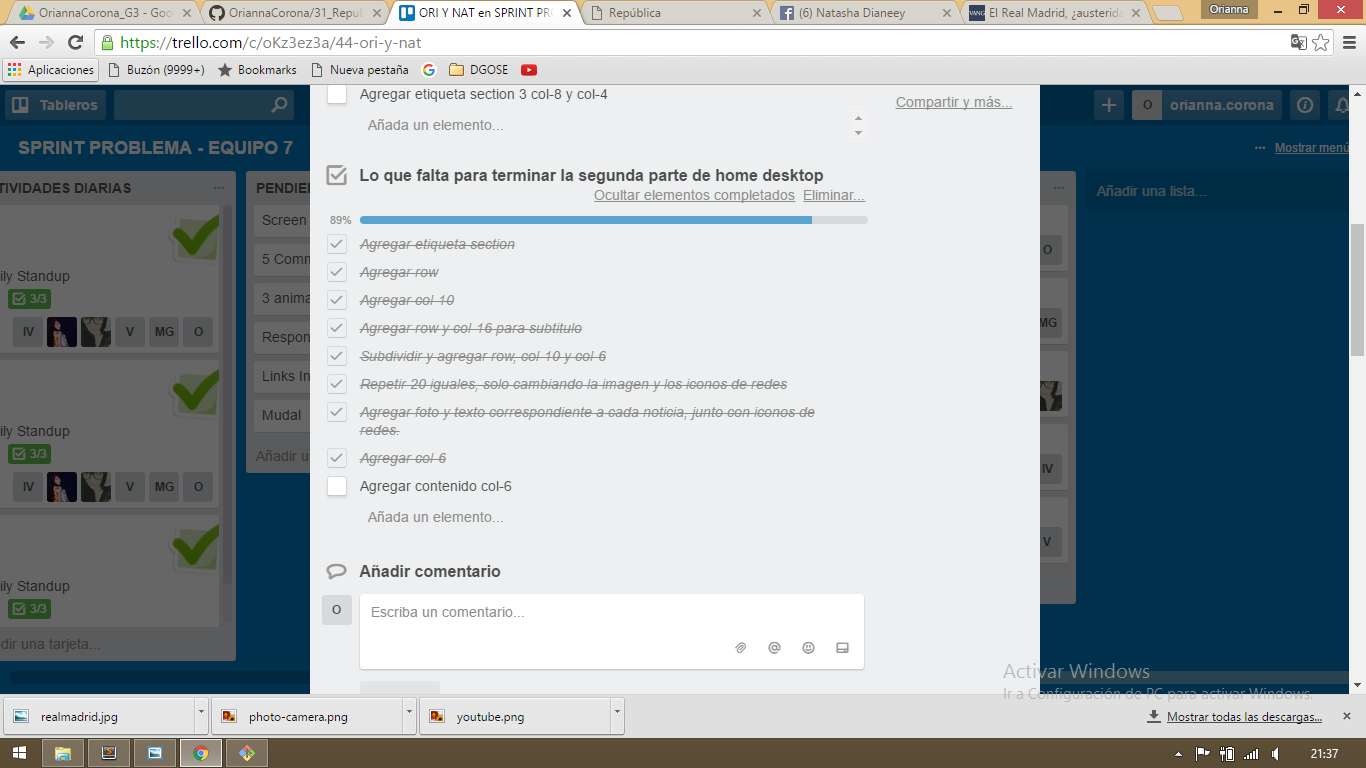 OriannaCorona_G3 - Goo
OriannaCorona/31_Repul
ORI Y NAT en SPRINT PRO
República
(6) Natasha Dianeey
El Real Madrid, ¿austerida
Orianna
https://trello.com/c/oKz3ez3a/44-ori-y-nat
Aplicaciones
Buzón (9999+)
Bookmarks
Nueva pestaña
DGOSE
Tableros
orianna.corona
O
SPRINT PROBLEMA - EQUIPO 7
Mostrar menú
TIVIDADES DIARIAS
ily Standup
3/3
IV
V
MG
O
ily Standup
3/3
IV
V
MG
O
ily Standup
3/3
dir una tarjeta...
PENDIEN
Screen
5 Comm
3 anima
Respon
Links In
Mudal
Añadir u
Agregar etiqueta section 3 col-8 y col-4
Añada un elemento...
Compartir y más...
Lo que falta para terminar la segunda parte de home desktop
Ocultar elementos completados
Eliminar...
89%
Agregar etiqueta section
Agregar row
Agregar col-10
Agregar row y col-16 para subtitulo
Subdividir y agregar row, col-10 y col-6
Repetir 20 iguales, solo cambiando la imagen y los iconos de redes
Agregar foto y texto correspondiente a cada noticia, junto con iconos de
redes.
Agregar col-6
Agregar contenido col-6
Añada un elemento...
Añadir comentario
O
Escriba un comentario...
O
MG
IV
V
Añadir una lista...
Activar Windows
Ir a Configuración de PC para activar Windows.
realmadrid.jpg
photo-camera.png
youtube.png
Mostrar todas las descargas...
21:37